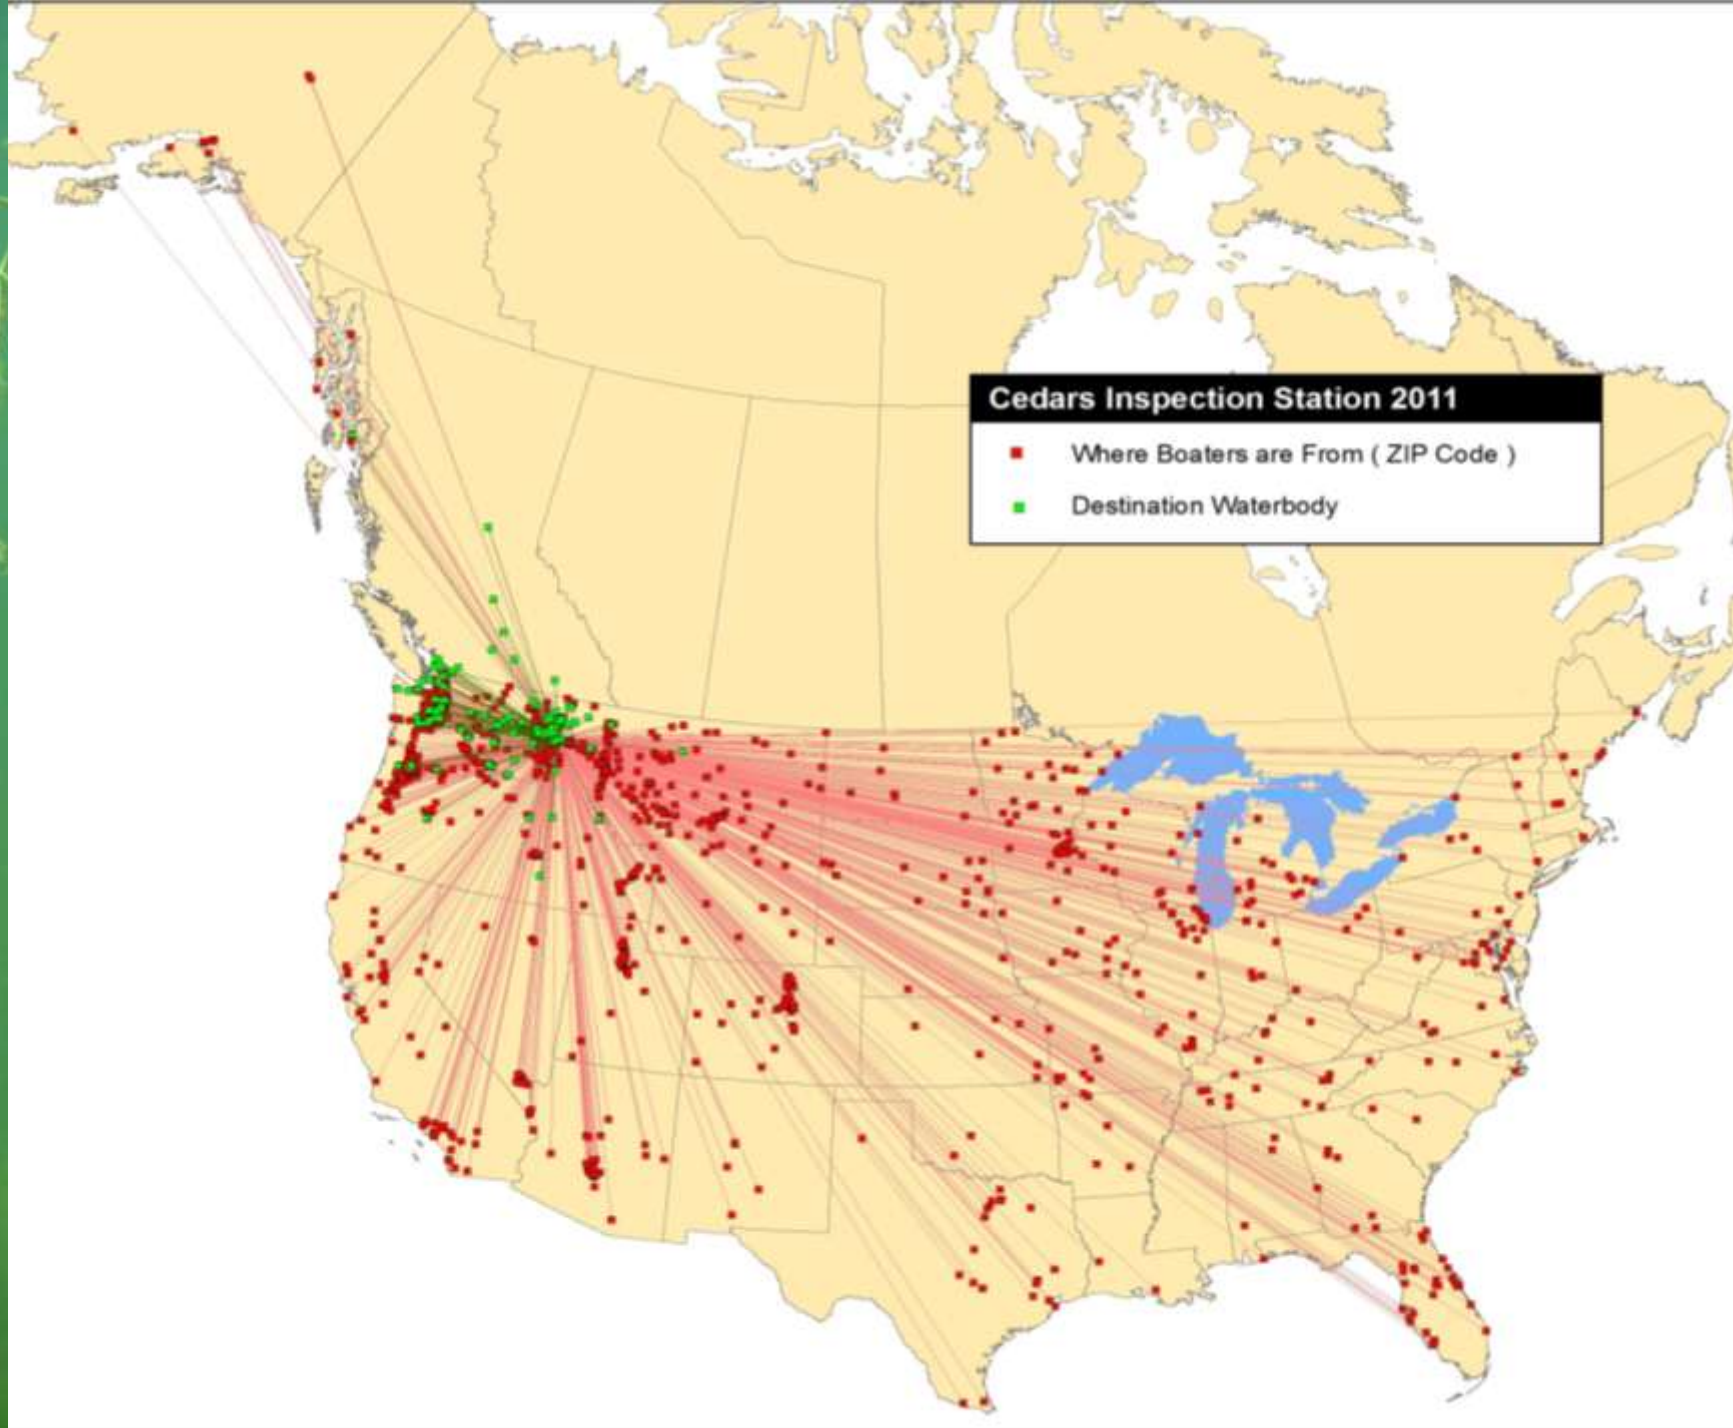 Cedars Inspection Station 2011
Where Boaters are From ( ZIP Code )
Destination Waterbody